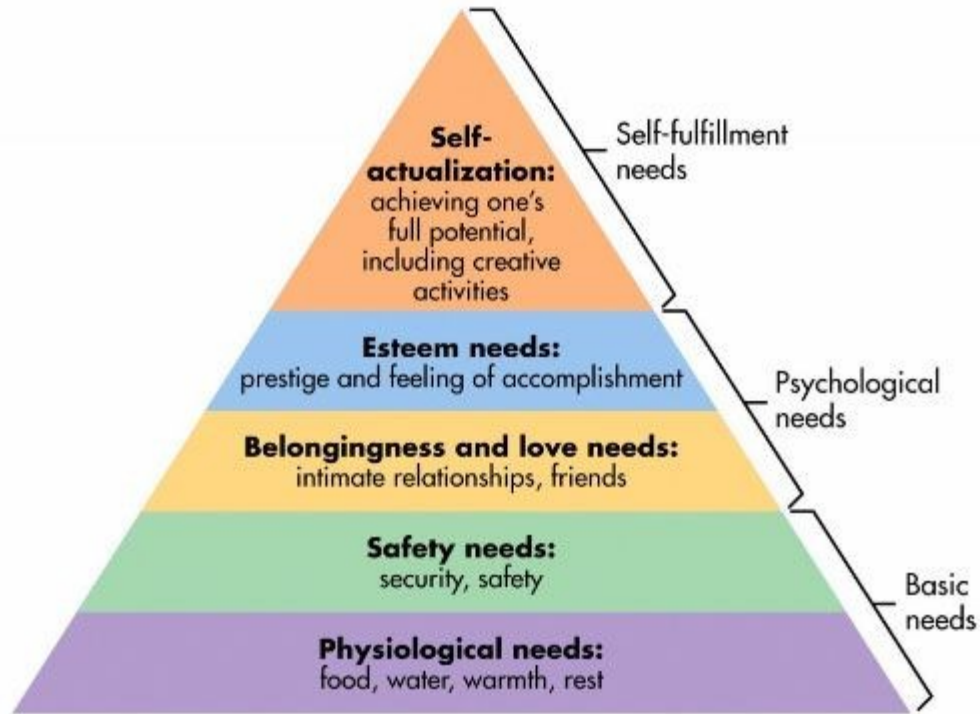 Self-
actualization:
achieving one's
full potential,
including creative
activities
Self-fulfillment
needs
Esteem needs:
prestige and feeling of accomplishment
Psychological
needs
Belongingness and love needs:
intimate relationships, friends
Safety needs:
security, safety
Basic
needs
Physiological needs:
food, water, warmth, rest